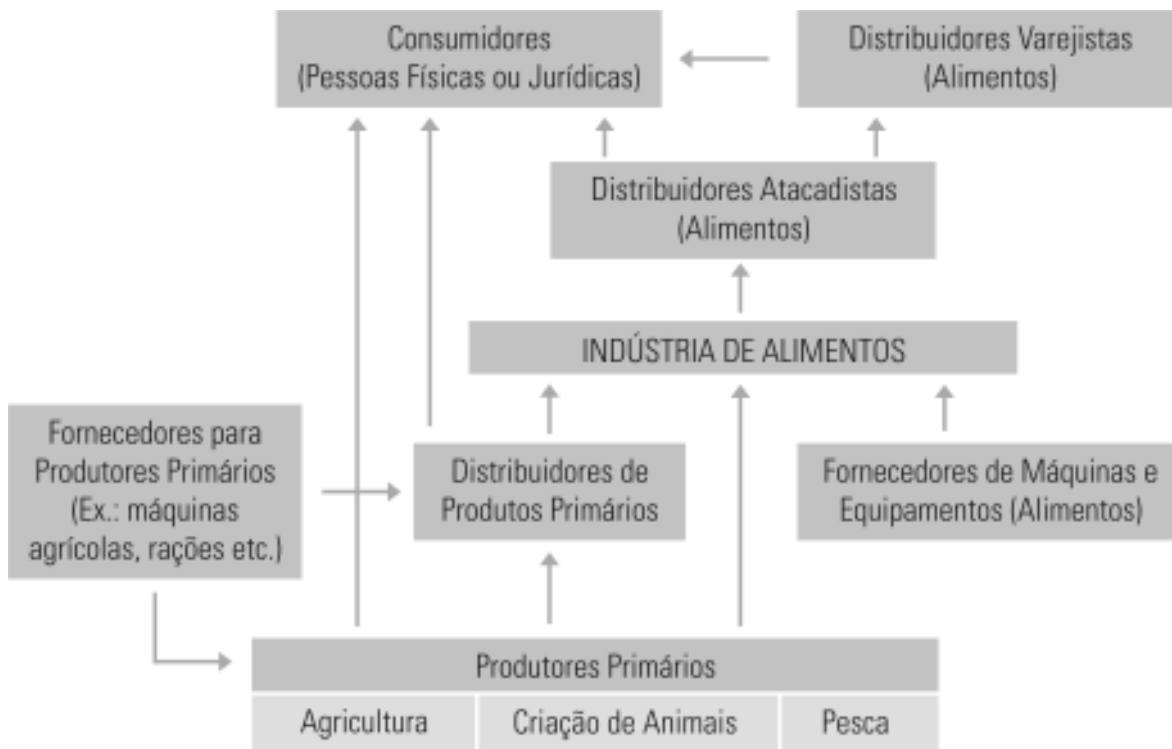 Consumidores
(Pessoas Físicas ou Jurídicas)
Distribuidores Varejistas
(Alimentos)
Distribuidores Atacadistas
(Alimentos)
INDÚSTRIA DE ALIMENTOS
Fornecedores para
Produtores Primários
(Ex.: máquinas
agrícolas, rações etc.)
Distribuidores de
Produtos Primários
Fornecedores de Máquinas e
Equipamentos (Alimentos)
Produtores Primários
Agricultura
Criação de Animais
Pesca